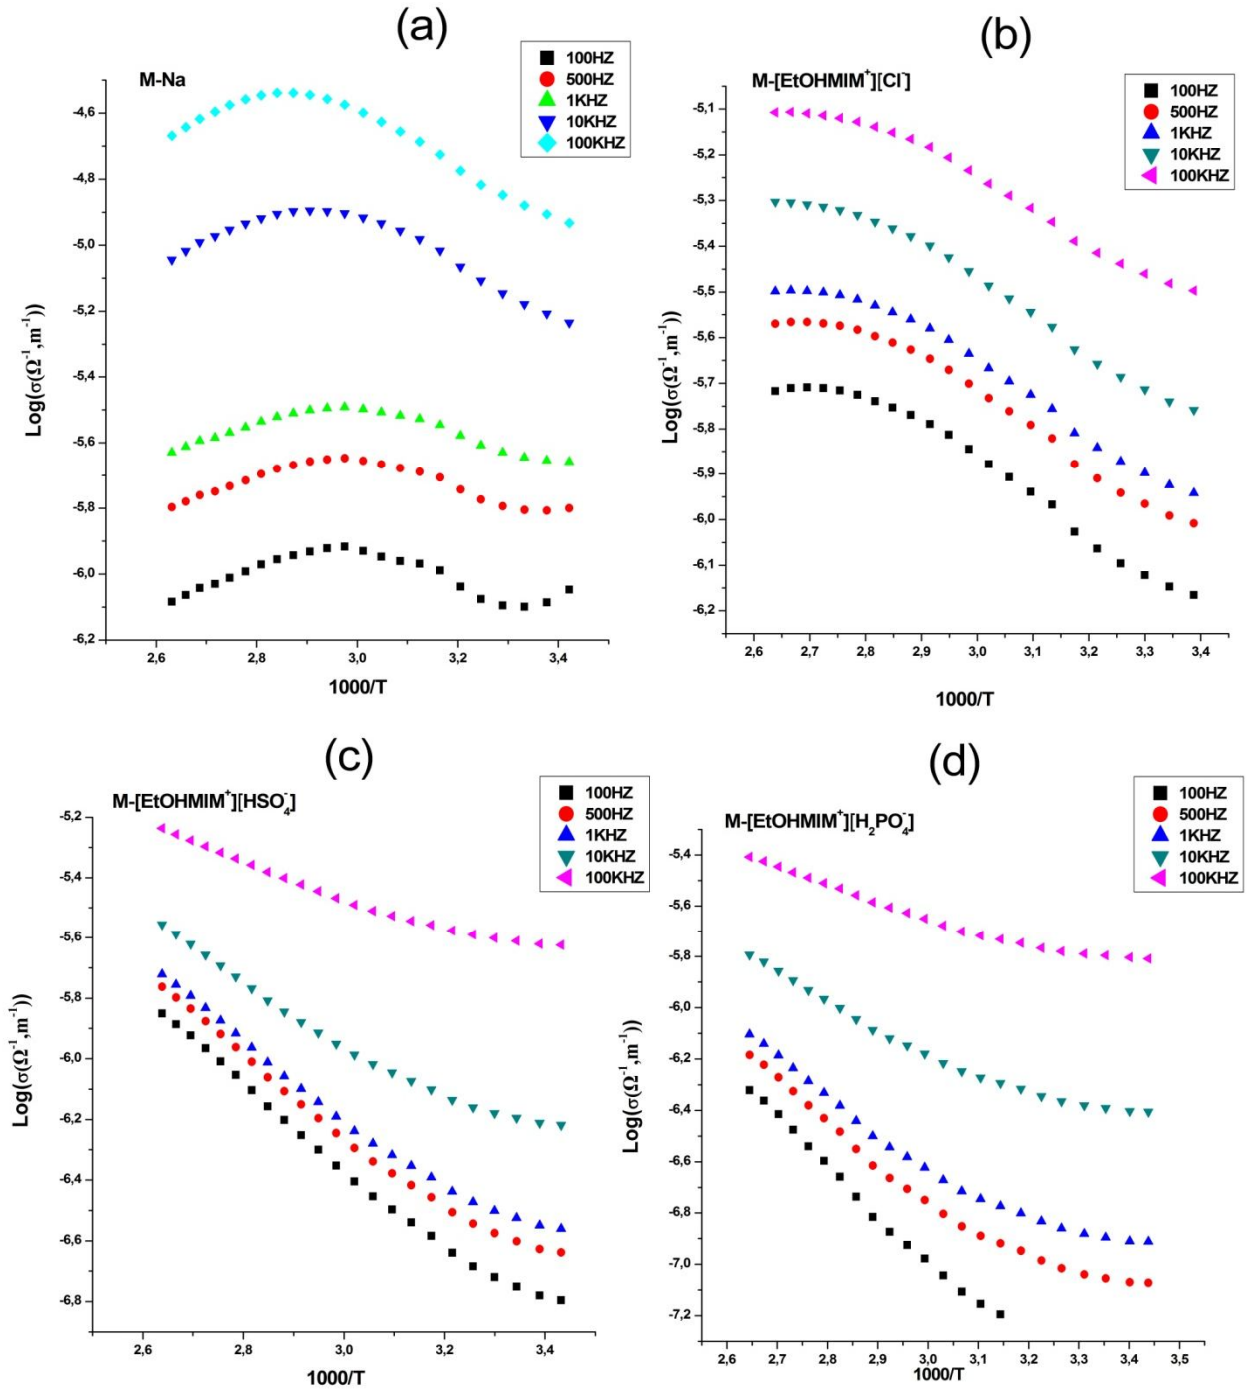 (a)
M-Na
100HZ
500HZ
1KHZ
10KHZ
100KHZ
Log(σ(Ω⁻¹,m⁻¹))
-4,6
-4,8
-5,0
-5,2
-5,4
-5,6
-5,8
-6,0
-6,2
2,6 2,8 3,0 3,2 3,4
1000/T
(b)
M-[EtOHMIM⁺][Cl⁻]
100HZ
500HZ
1KHZ
10KHZ
100KHZ
Log(σ(Ω⁻¹,m⁻¹))
-5,1
-5,2
-5,3
-5,4
-5,5
-5,6
-5,7
-5,8
-5,9
-6,0
-6,1
-6,2
2,6 2,7 2,8 2,9 3,0 3,1 3,2 3,3 3,4
1000/T
(c)
M-[EtOHMIM⁺][HSO₄⁻]
100HZ
500HZ
1KHZ
10KHZ
100KHZ
Log(σ(Ω⁻¹,m⁻¹))
-5,2
-5,4
-5,6
-5,8
-6,0
-6,2
-6,4
-6,6
-6,8
2,6 2,8 3,0 3,2 3,4
1000/T
(d)
M-[EtOHMIM⁺][H₂PO₄⁻]
100HZ
500HZ
1KHZ
10KHZ
100KHZ
Log(σ(Ω⁻¹,m⁻¹))
-5,4
-5,6
-5,8
-6,0
-6,2
-6,4
-6,6
-6,8
-7,0
-7,2
2,6 2,7 2,8 2,9 3,0 3,1 3,2 3,3 3,4 3,5
1000/T